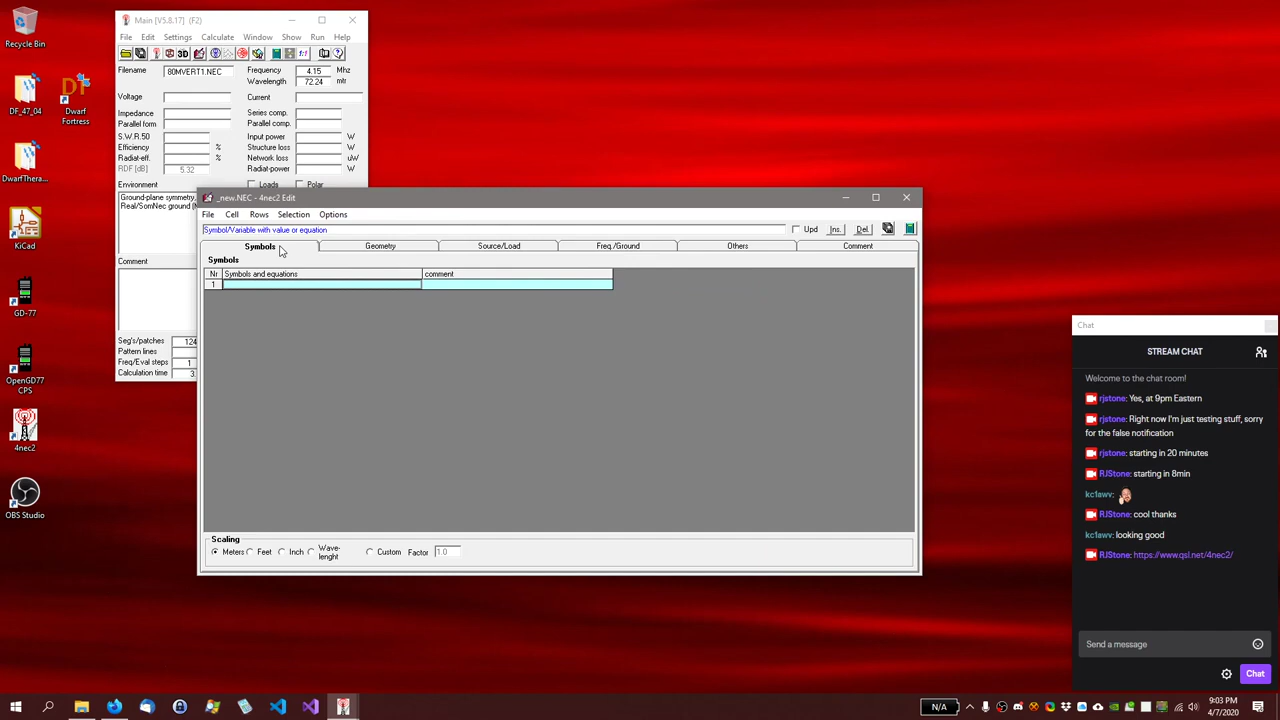 Recycle Bin
DF_47_04
Dwarf
Fortress
DwarfThera...
KiCad
GD-77
OpenGD77
CPS
4nec2
OBS Studio
Main [V5.8.17] (F2)
File Edit Settings Calculate Window Show Run Help
3D
Filename 80MVERT1.NEC
Frequency 4.15 Mhz
Wavelength 72.24 mtr
Voltage
Current
Impedance
Series comp.
Parallel form
Parallel comp.
S.W.R.50
Input power W
Efficiency %
Structure loss W
Radiat-eff. %
Network loss uW
RDF [dB] 5.32
Radiat-power W
Environment
Loads Polar
Ground-plane symmetry,
Real/SomNec ground (
Comment
Seg's/patches 124
Pattern lines
Freq/Eval steps 1
Calculation time 3.
_new.NEC - 4nec2 Edit
File Cell Rows Selection Options
Symbol/Variable with value or equation
Upd Ins. Del.
Symbols Geometry Source/Load Freq./Ground Others Comment
Symbols
Nr Symbols and equations comment
1
Scaling
Meters Feet Inch Wave-
lenght Custom Factor 1.0
Chat
STREAM CHAT
Welcome to the chat room!
rjstone: Yes, at 9pm Eastern
rjstone: Right now I'm just testing stuff, sorry
for the false notification
rjstone: starting in 20 minutes
RJStone: starting in 8min
kc1awv:
RJStone: cool thanks
kc1awv: looking good
RJStone: https://www.qsl.net/4nec2/
Send a message
Chat
N/A
9:03 PM
4/7/2020